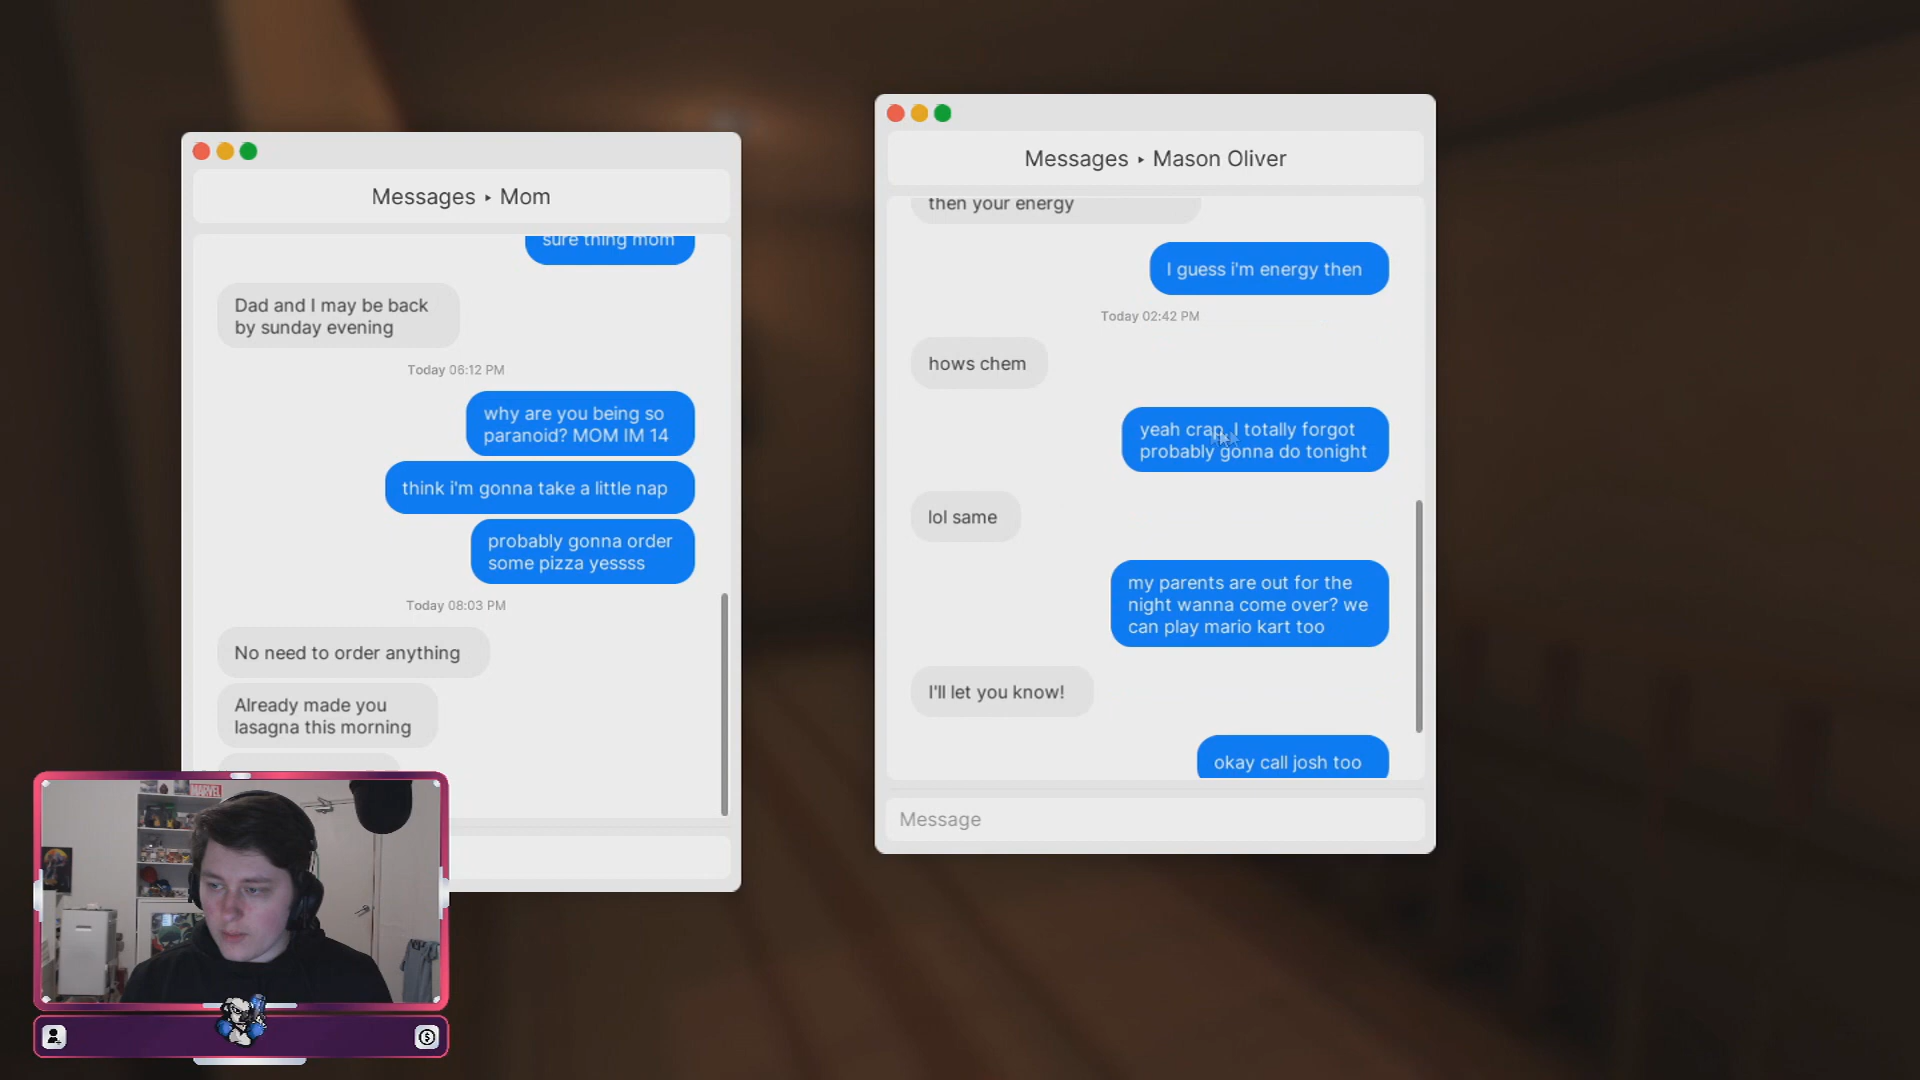 Messages ▸ Mom
sure thing mom
Dad and I may be back
by sunday evening
Today 06:12 PM
why are you being so
paranoid? MOM IM 14
think i'm gonna take a little nap
probably gonna order
some pizza yessss
Today 08:03 PM
No need to order anything
Already made you
lasagna this morning
Messages ▸ Mason Oliver
then your energy
I guess i'm energy then
Today 02:42 PM
hows chem
yeah crap, I totally forgot
probably gonna do tonight
lol same
my parents are out for the
night wanna come over? we
can play mario kart too
I'll let you know!
okay call josh too
Message
MARVEL